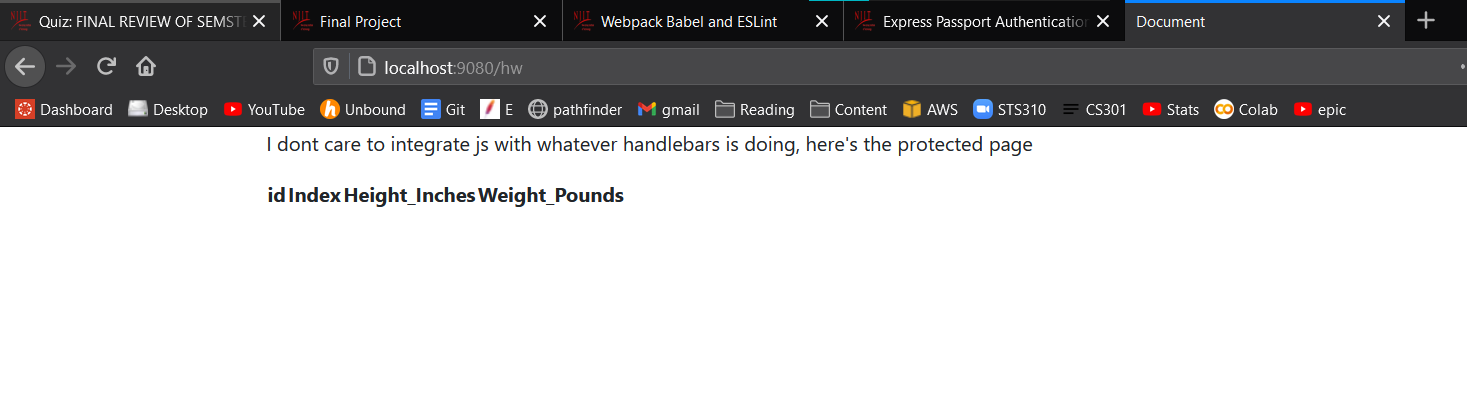 Quiz: FINAL REVIEW OF SEMST Final Project Webpack Babel and ESLint Express Passport Authentication Document
localhost:9080/hw
Dashboard Desktop YouTube Unbound Git E pathfinder gmail Reading Content AWS STS310 CS301 Stats Colab epic
I dont care to integrate js with whatever handlebars is doing, here's the protected page
id Index Height_Inches Weight_Pounds